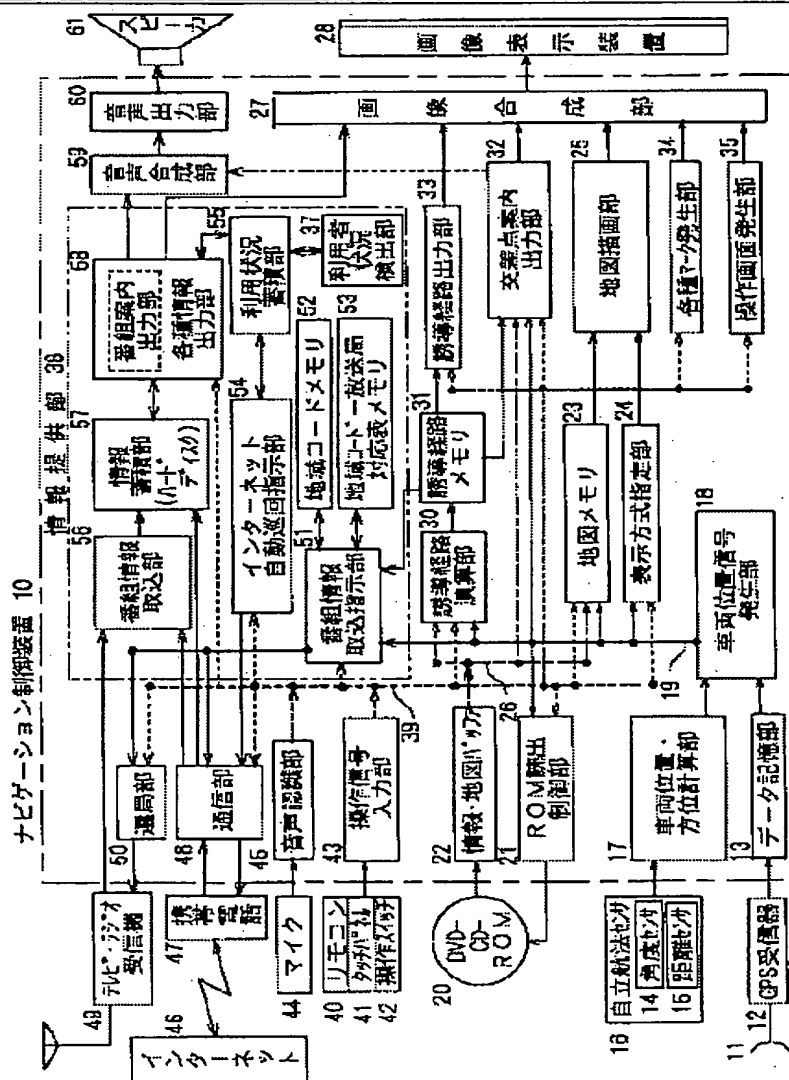 ナビゲーション制御装置 10
情報提供部 38
61
スピーカ
60
音声出力部
59
音声合成部
28
画像表示装置
27
画像合成部
58
番組案内
出力部
各種情報
出力部
55
利用状況
蓄積部
37
利用者
状況
検出部
57
情報
蓄積部
(ハード
ディスク)
54
インターネット
自動巡回指示部
52
地域コードメモリ
53
地域コード−放送局
対応表メモリ
56
番組情報
取込部
51
番組情報
取込指示部
33
誘導経路出力部
32
交差点案内
出力部
25
地図描画部
34
各種マーク発生部
35
操作画面発生部
31
誘導経路
メモリ
30
誘導経路
演算部
23
地図メモリ
24
表示方式指定部
18
車両位置信号
発生部
19
26
39
50
選局部
48
通信部
45
音声認識部
43
操作信号
入力部
22
情報・地図バッファ
21
ROM読出
制御部
17
車両位置・
方位計算部
13
データ記憶部
49
テレビ・ラジオ
受信機
47
携帯電話
46
インターネット
44
マイク
40
リモコン
41
タッチパネル
42
操作スイッチ
20
DVD-
CD-
ROM
16
自立航法センサ
14
角度センサ
15
距離センサ
12
GPS受信器
11